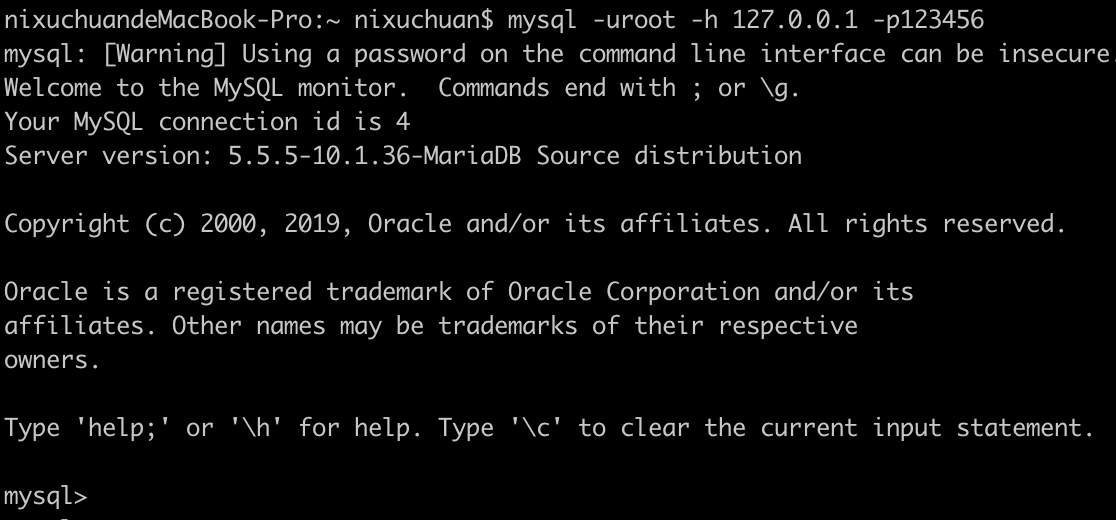 nixuchuandeMacBook-Pro:~ nixuchuan$ mysql -uroot -h 127.0.0.1 -p123456
mysql: [Warning] Using a password on the command line interface can be insecure.
Welcome to the MySQL monitor.  Commands end with ; or \g.
Your MySQL connection id is 4
Server version: 5.5.5-10.1.36-MariaDB Source distribution
Copyright (c) 2000, 2019, Oracle and/or its affiliates. All rights reserved.
Oracle is a registered trademark of Oracle Corporation and/or its
affiliates. Other names may be trademarks of their respective
owners.
Type 'help;' or '\h' for help. Type '\c' to clear the current input statement.
mysql>